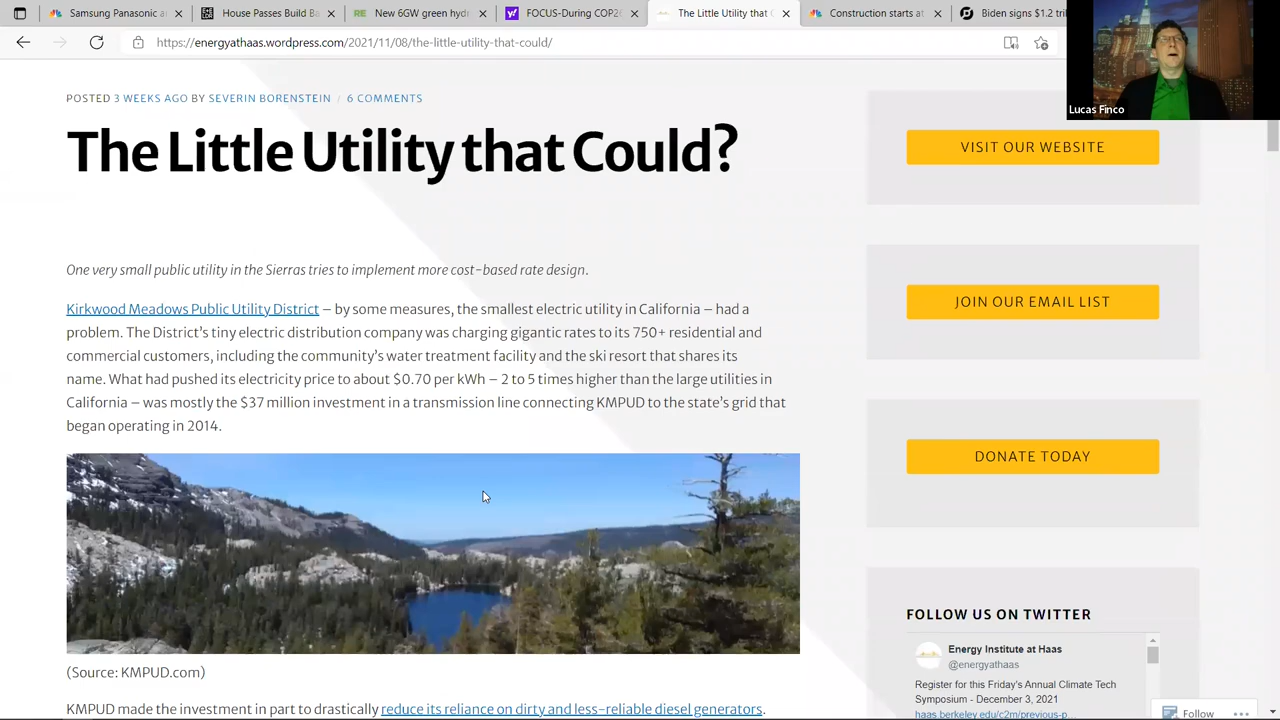 Samsung Panasonic a
House Passes Build Ba
RE
New 6GW green hydr
FOCUS-During COP26
The Little Utility that C
Construction starts at
Biden signs $1.2 tril
https://energyathaas.wordpress.com/2021/11/08/the-little-utility-that-could/
Lucas Finco
POSTED 3 WEEKS AGO BY SEVERIN BORENSTEIN / 6 COMMENTS
The Little Utility that Could?
One very small public utility in the Sierras tries to implement more cost-based rate design.
Kirkwood Meadows Public Utility District – by some measures, the smallest electric utility in California – had a
problem. The District's tiny electric distribution company was charging gigantic rates to its 750+ residential and
commercial customers, including the community's water treatment facility and the ski resort that shares its
name. What had pushed its electricity price to about $0.70 per kWh – 2 to 5 times higher than the large utilities in
California – was mostly the $37 million investment in a transmission line connecting KMPUD to the state's grid that
began operating in 2014.
(Source: KMPUD.com)
KMPUD made the investment in part to drastically reduce its reliance on dirty and less-reliable diesel generators.
VISIT OUR WEBSITE
JOIN OUR EMAIL LIST
DONATE TODAY
FOLLOW US ON TWITTER
Energy Institute at Haas
@energyathaas
Register for this Friday's Annual Climate Tech
Symposium - December 3, 2021
haas.berkeley.edu/c2m/previous-p…
Follow